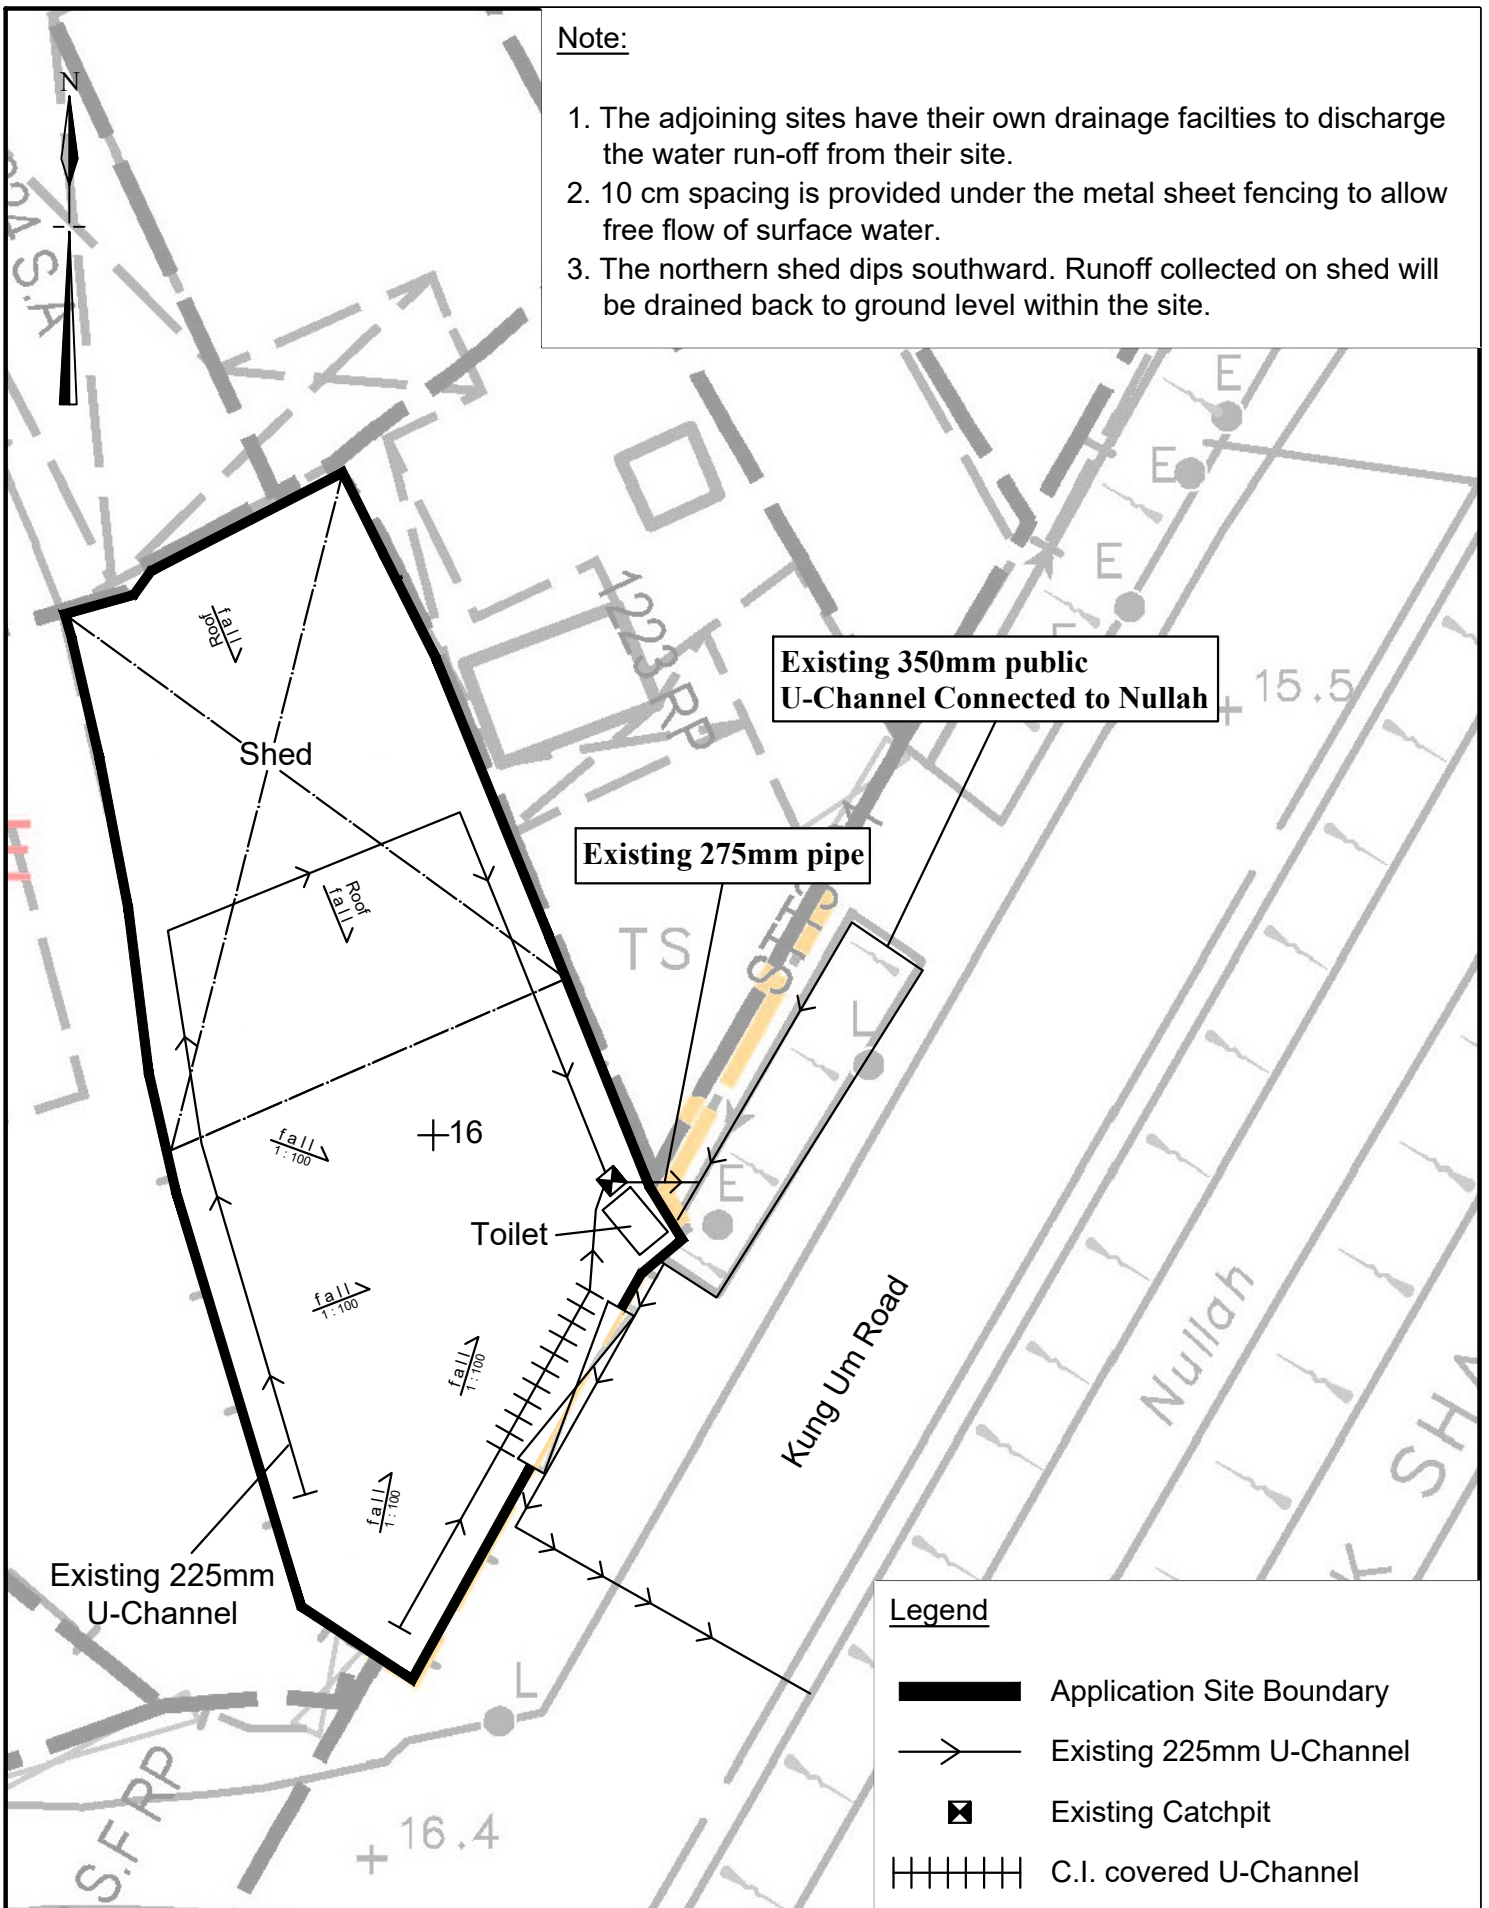 Note:
1. The adjoining sites have their own drainage facilties to discharge
the water run-off from their site.
2. 10 cm spacing is provided under the metal sheet fencing to allow
free flow of surface water.
3. The northern shed dips southward. Runoff collected on shed will
be drained back to ground level within the site.
N
S.A
E
E
E
1223 RP
Roof
fall
Existing 350mm public
U-Channel Connected to Nullah
15.5
Shed
Existing 275mm pipe
Roof
fall
TS
L
16
fall
1 : 100
E
Toilet
fall
1 : 100
fall
1 : 100
Kung Um Road
Nullah
fall
1 : 100
Existing 225mm
U-Channel
L
S.F RP
16.4
Legend
Application Site Boundary
Existing 225mm U-Channel
Existing Catchpit
C.I. covered U-Channel